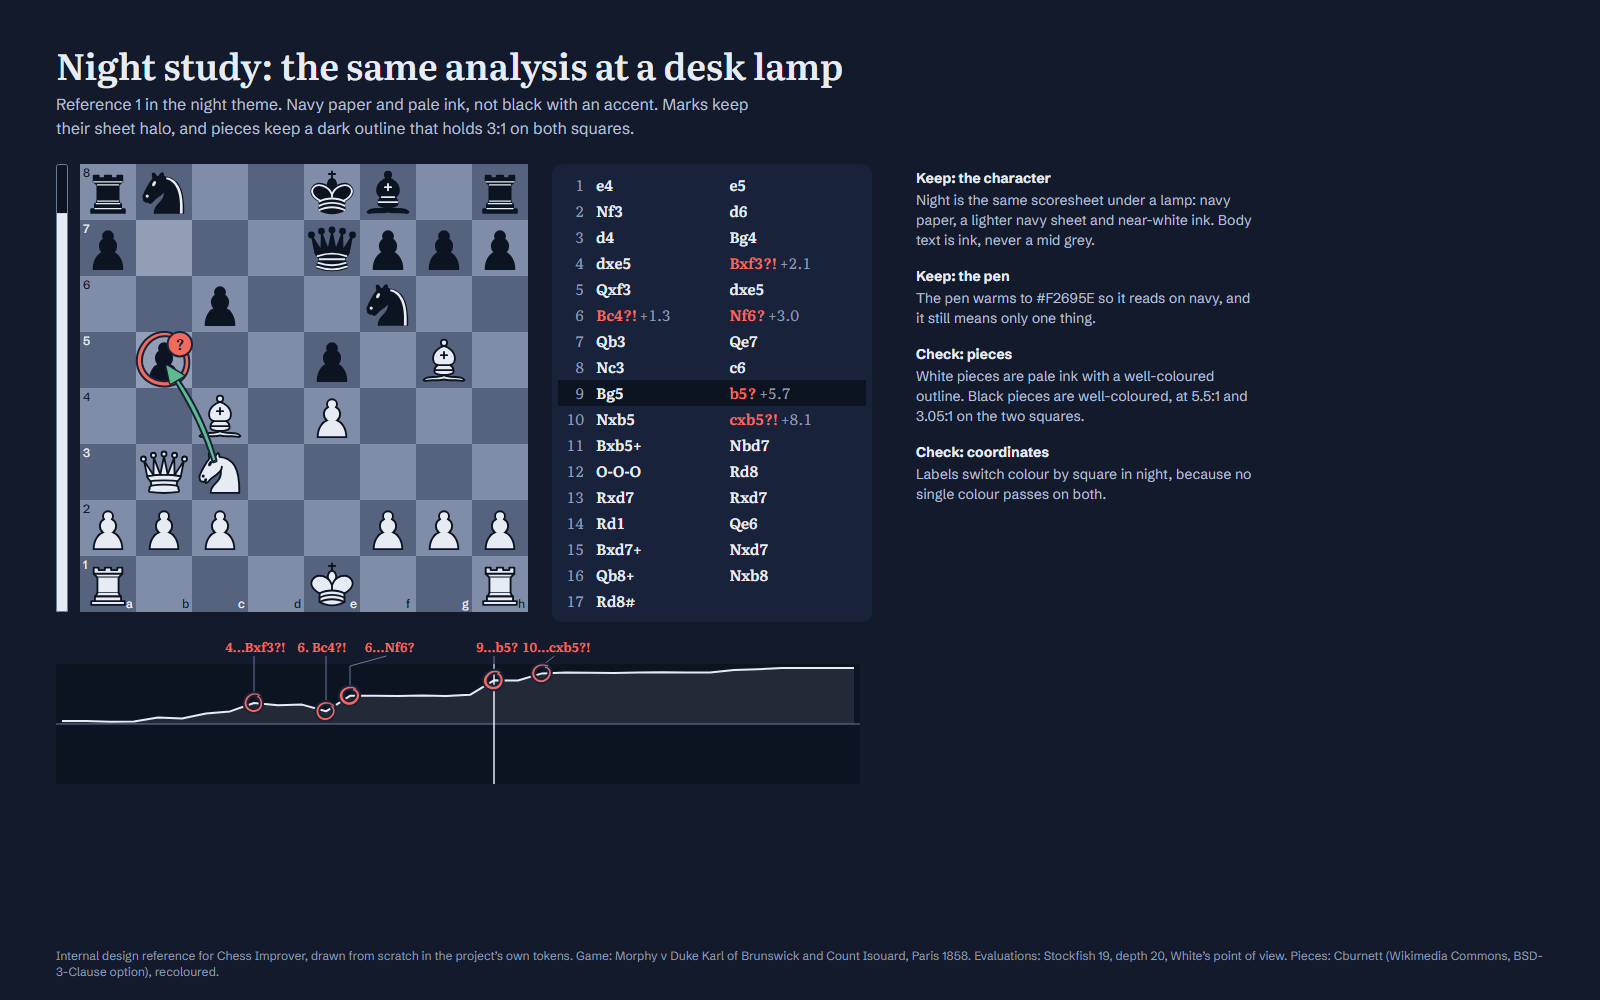 Night study: the same analysis at a desk lamp
Reference 1 in the night theme. Navy paper and pale ink, not black with an accent. Marks keep
their sheet halo, and pieces keep a dark outline that holds 3:1 on both squares.
8
7
6
5
4
3
2
1
a b c d e f g h
?
1 e4 e5
2 Nf3 d6
3 d4 Bg4
4 dxe5 Bxf3?! +2.1
5 Qxf3 dxe5
6 Bc4?! +1.3 Nf6? +3.0
7 Qb3 Qe7
8 Nc3 c6
9 Bg5 b5? +5.7
10 Nxb5 cxb5?! +8.1
11 Bxb5+ Nbd7
12 O-O-O Rd8
13 Rxd7 Rxd7
14 Rd1 Qe6
15 Bxd7+ Nxd7
16 Qb8+ Nxb8
17 Rd8#
Keep: the character
Night is the same scoresheet under a lamp: navy
paper, a lighter navy sheet and near-white ink. Body
text is ink, never a mid grey.
Keep: the pen
The pen warms to #F2695E so it reads on navy, and
it still means only one thing.
Check: pieces
White pieces are pale ink with a well-coloured
outline. Black pieces are well-coloured, at 5.5:1 and
3.05:1 on the two squares.
Check: coordinates
Labels switch colour by square in night, because no
single colour passes on both.
4…Bxf3?! 6. Bc4?! 6…Nf6? 9…b5? 10…cxb5?!
Internal design reference for Chess Improver, drawn from scratch in the project's own tokens. Game: Morphy v Duke Karl of Brunswick and Count Isouard, Paris 1858. Evaluations: Stockfish 19, depth 20, White's point of view. Pieces: Cburnett (Wikimedia Commons, BSD-
3-Clause option), recoloured.